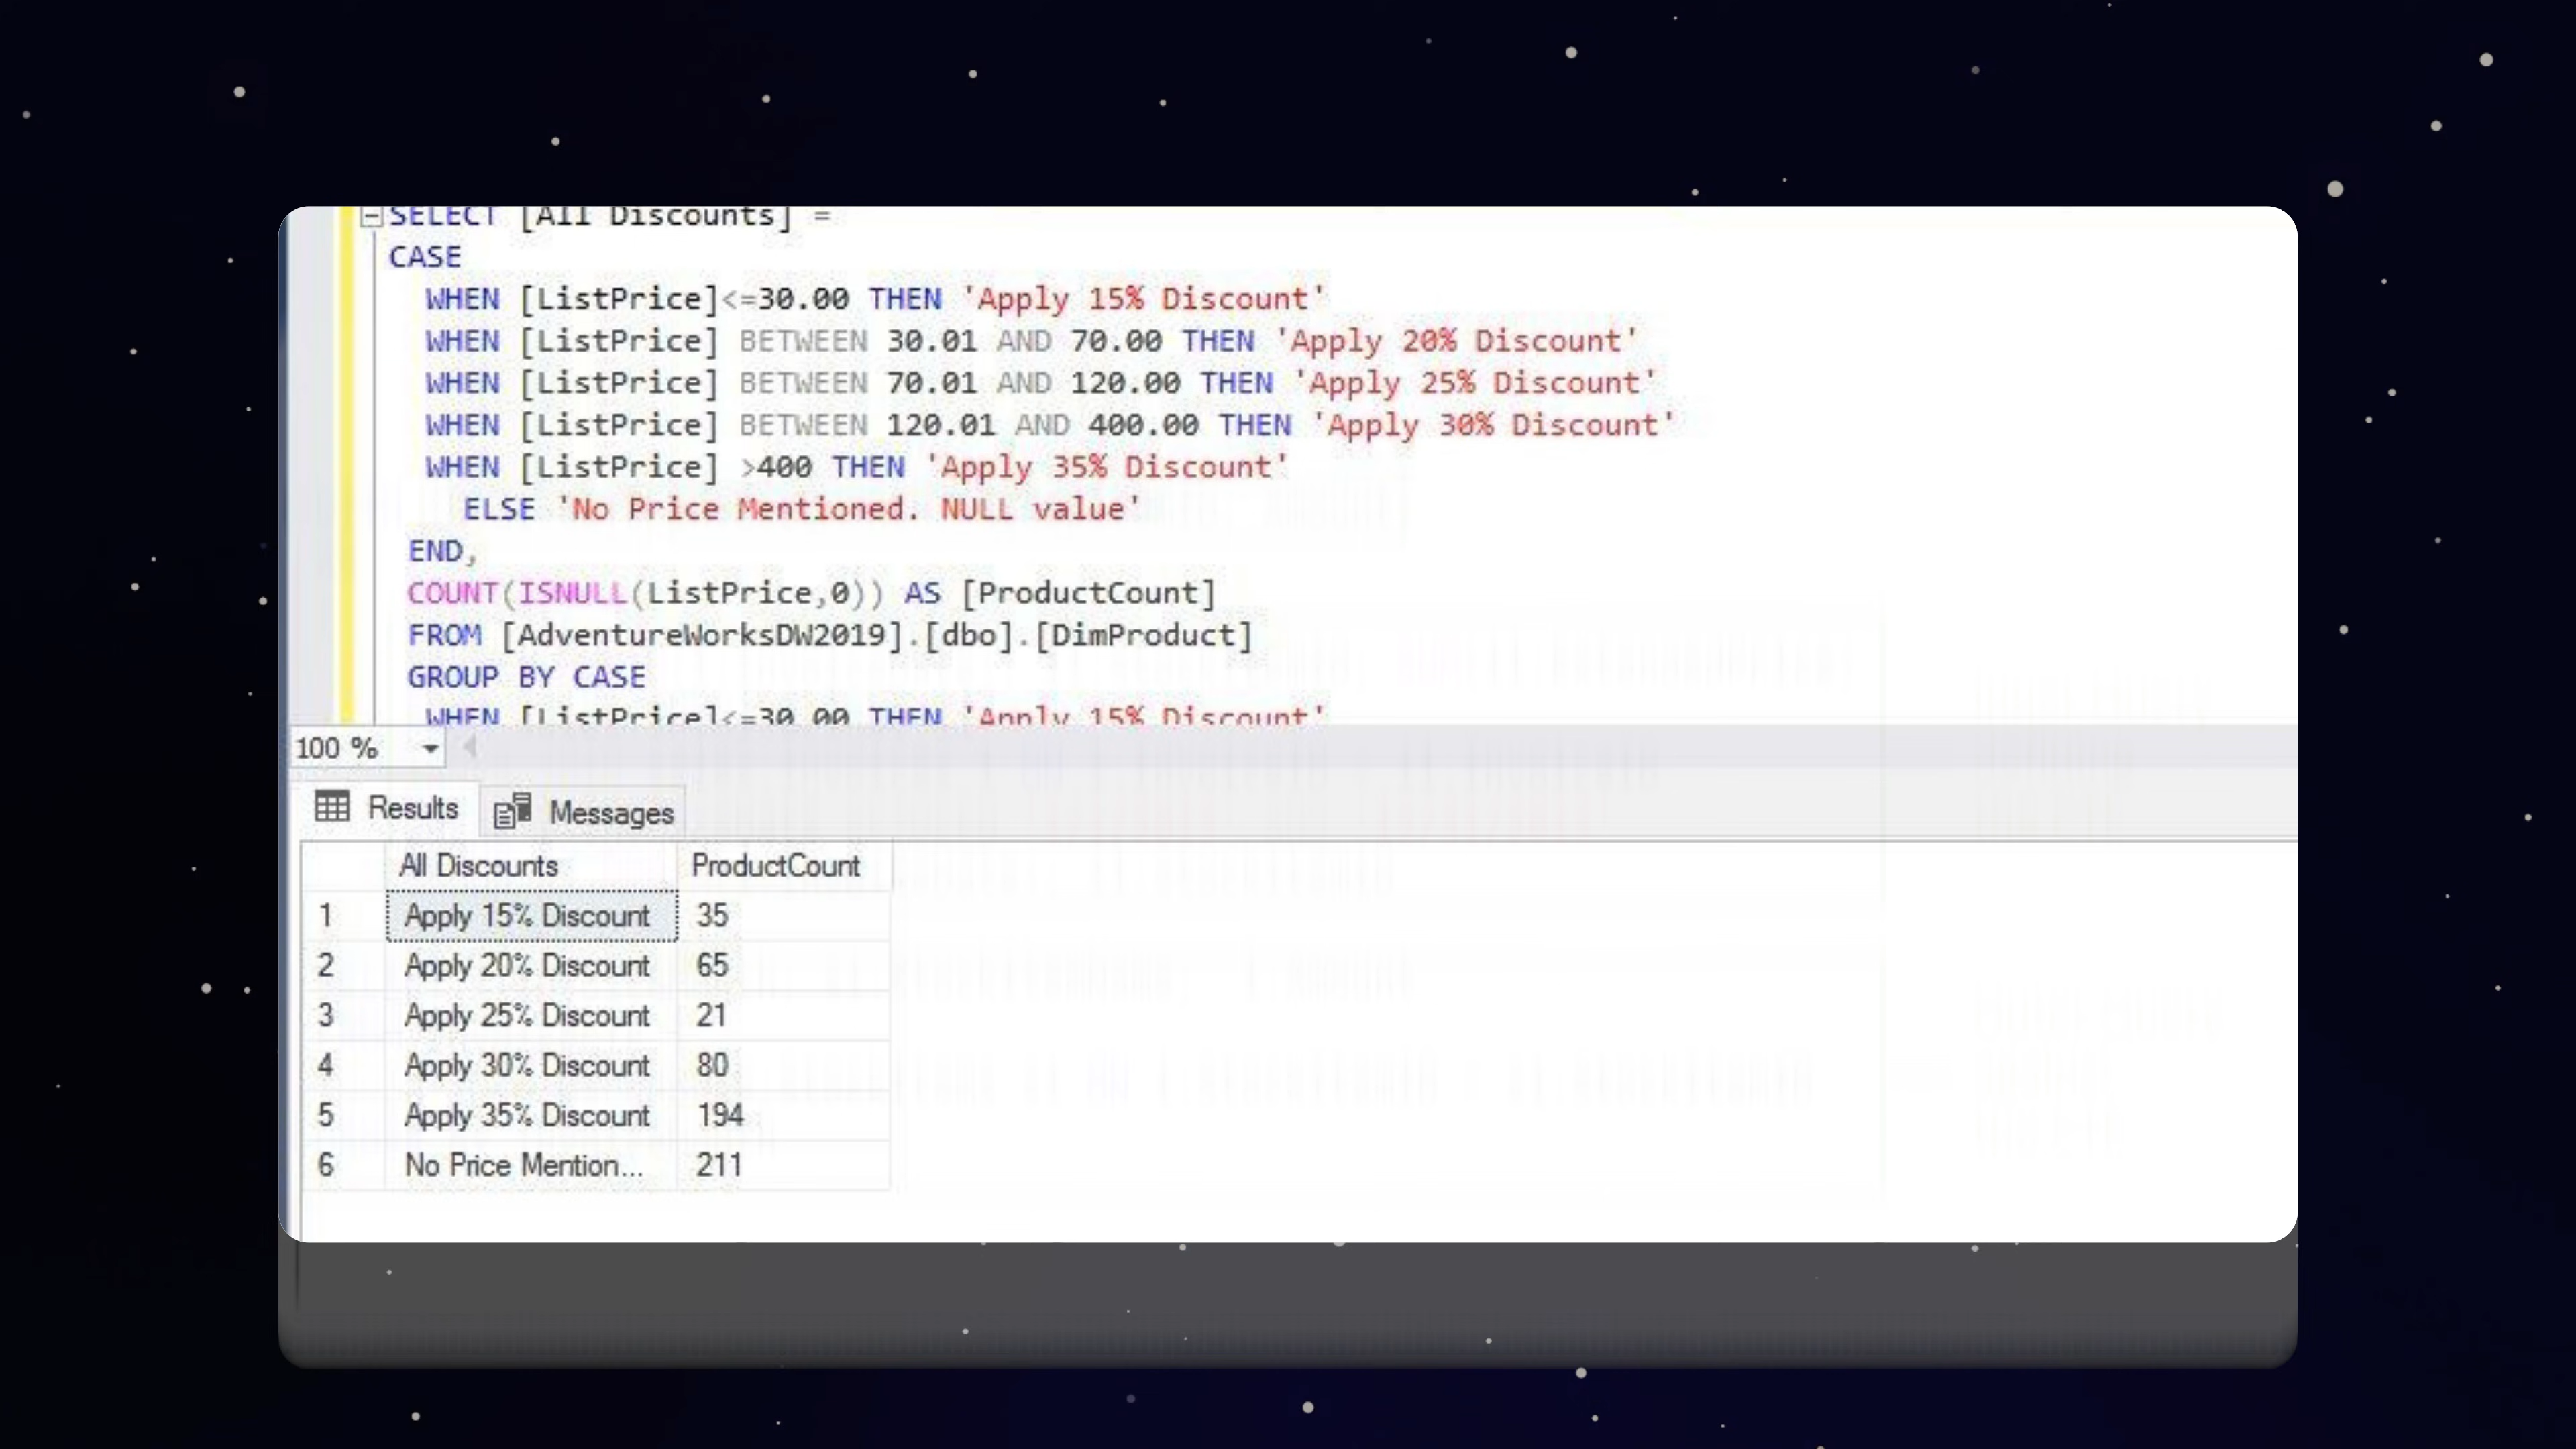 SELECT [All Discounts] =
CASE
WHEN [ListPrice]<=30.00 THEN 'Apply 15% Discount'
WHEN [ListPrice] BETWEEN 30.01 AND 70.00 THEN 'Apply 20% Discount'
WHEN [ListPrice] BETWEEN 70.01 AND 120.00 THEN 'Apply 25% Discount'
WHEN [ListPrice] BETWEEN 120.01 AND 400.00 THEN 'Apply 30% Discount'
WHEN [ListPrice] >400 THEN 'Apply 35% Discount'
ELSE 'No Price Mentioned. NULL value'
END,
COUNT(ISNULL(ListPrice,0)) AS [ProductCount]
FROM [AdventureWorksDW2019].[dbo].[DimProduct]
GROUP BY CASE
WHEN [ListPrice]<=30.00 THEN 'Apply 15% Discount'
100 %
Results Messages
All Discounts ProductCount
1 Apply 15% Discount 35
2 Apply 20% Discount 65
3 Apply 25% Discount 21
4 Apply 30% Discount 80
5 Apply 35% Discount 194
6 No Price Mention... 211